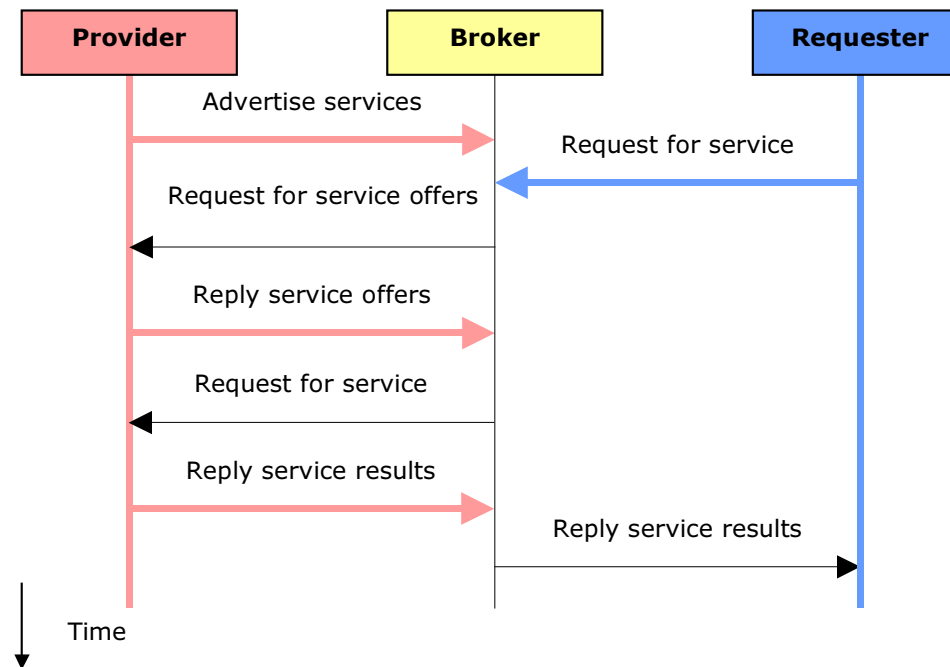 Provider
Broker
Requester
Advertise services
Request for service
Request for service offers
Reply service offers
Request for service
Reply service results
Reply service results
Time